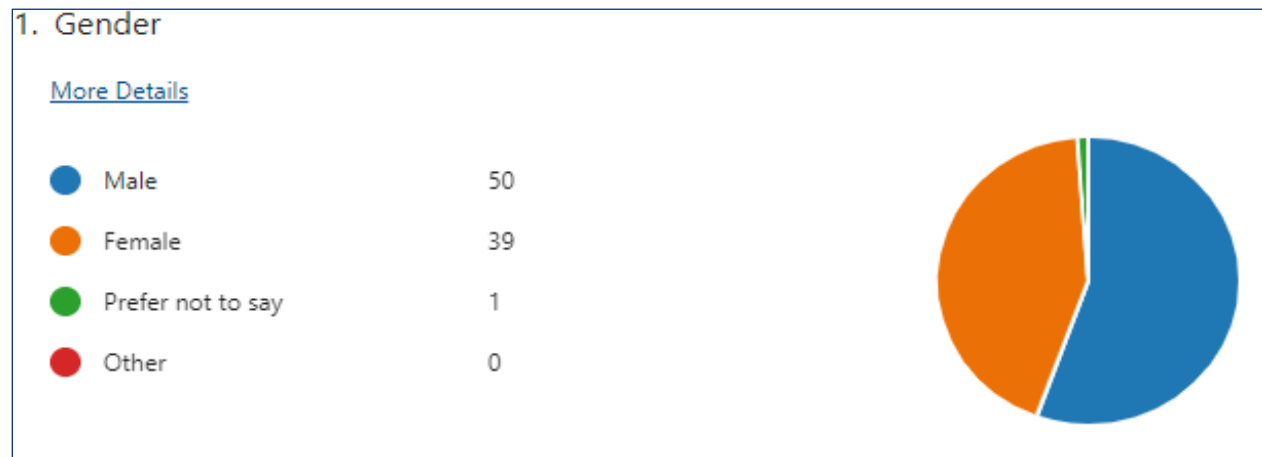 1. Gender
More Details
Male 50
Female 39
Prefer not to say 1
Other 0